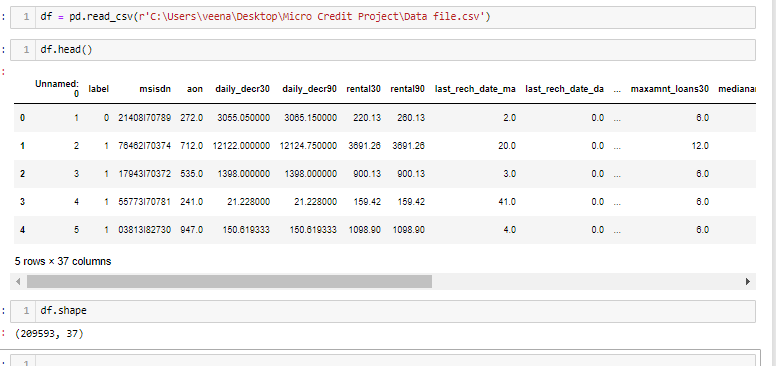 : 1 df = pd.read_csv(r'C:\Users\veena\Desktop\Micro Credit Project\Data file.csv')
: 1 df.head()
:
Unnamed: 0 label msisdn aon daily_decr30 daily_decr90 rental30 rental90 last_rech_date_ma last_rech_date_da ... maxamnt_loans30 mediana
0 1 0 21408I70789 272.0 3055.050000 3065.150000 220.13 260.13 2.0 0.0 ... 6.0
1 2 1 76462I70374 712.0 12122.000000 12124.750000 3691.26 3691.26 20.0 0.0 ... 12.0
2 3 1 17943I70372 535.0 1398.000000 1398.000000 900.13 900.13 3.0 0.0 ... 6.0
3 4 1 55773I70781 241.0 21.228000 21.228000 159.42 159.42 41.0 0.0 ... 6.0
4 5 1 03813I82730 947.0 150.619333 150.619333 1098.90 1098.90 4.0 0.0 ... 6.0
5 rows × 37 columns
: 1 df.shape
: (209593, 37)
: 1